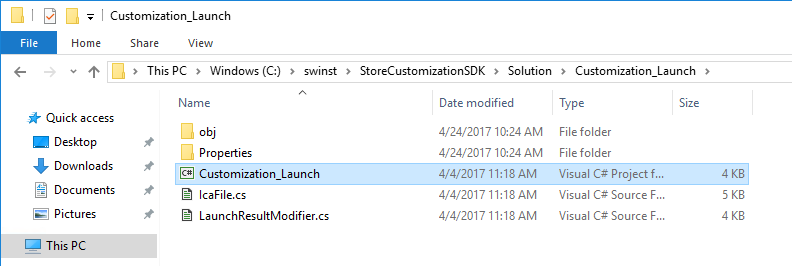 Customization_Launch
File Home Share View
This PC > Windows (C:) > swinst > StoreCustomizationSDK > Solution > Customization_Launch >
Name Date modified Type Size
Quick access
Desktop
Downloads
Documents
Pictures
This PC
obj 4/24/2017 10:24 AM File folder
Properties 4/24/2017 10:24 AM File folder
C# Customization_Launch 4/4/2017 11:18 AM Visual C# Project f... 4 KB
IcaFile.cs 4/4/2017 11:18 AM Visual C# Source F... 5 KB
LaunchResultModifier.cs 4/4/2017 11:18 AM Visual C# Source F... 4 KB